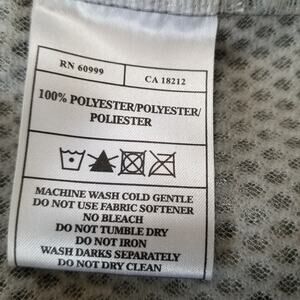 RN 60999
CA 18212
100% POLYESTER/POLYESTER/
POLIESTER
MACHINE WASH COLD GENTLE
DO NOT USE FABRIC SOFTENER
NO BLEACH
DO NOT TUMBLE DRY
DO NOT IRON
WASH DARKS SEPARATELY
DO NOT DRY CLEAN